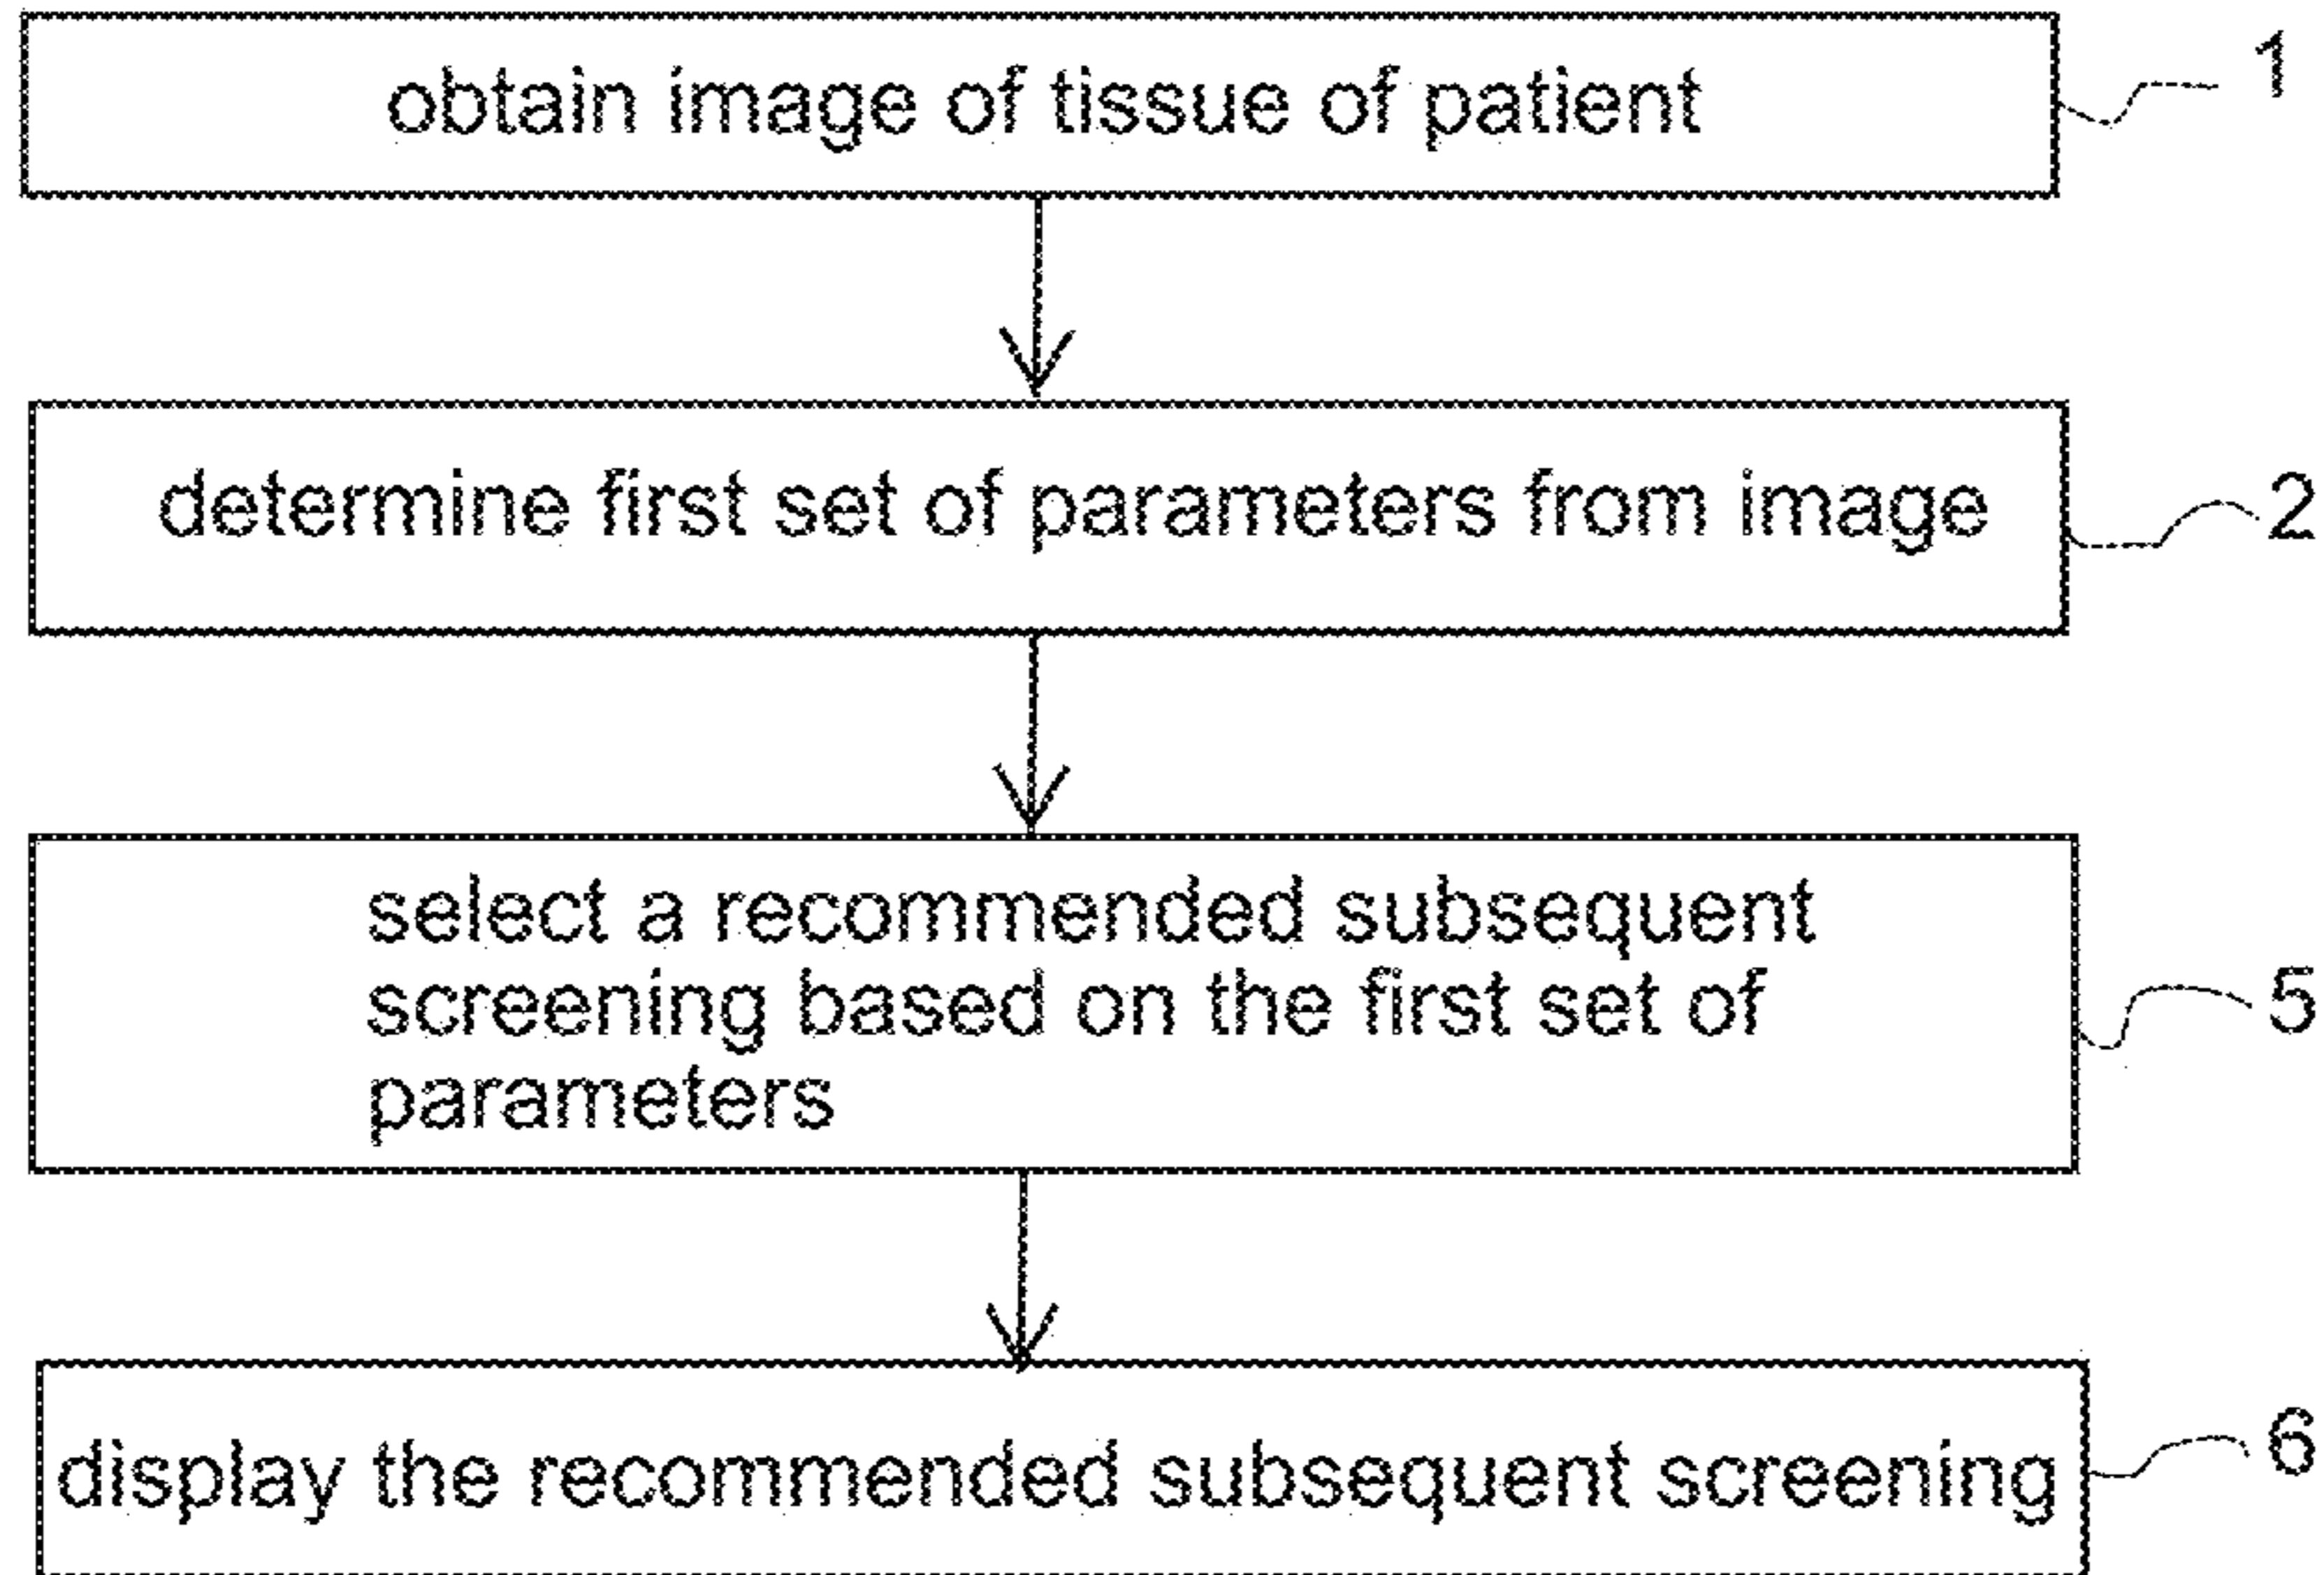 obtain image of tissue of patient
1
determine first set of parameters from image
2
select a recommended subsequent
screening based on the first set of
parameters
5
display the recommended subsequent screening
6